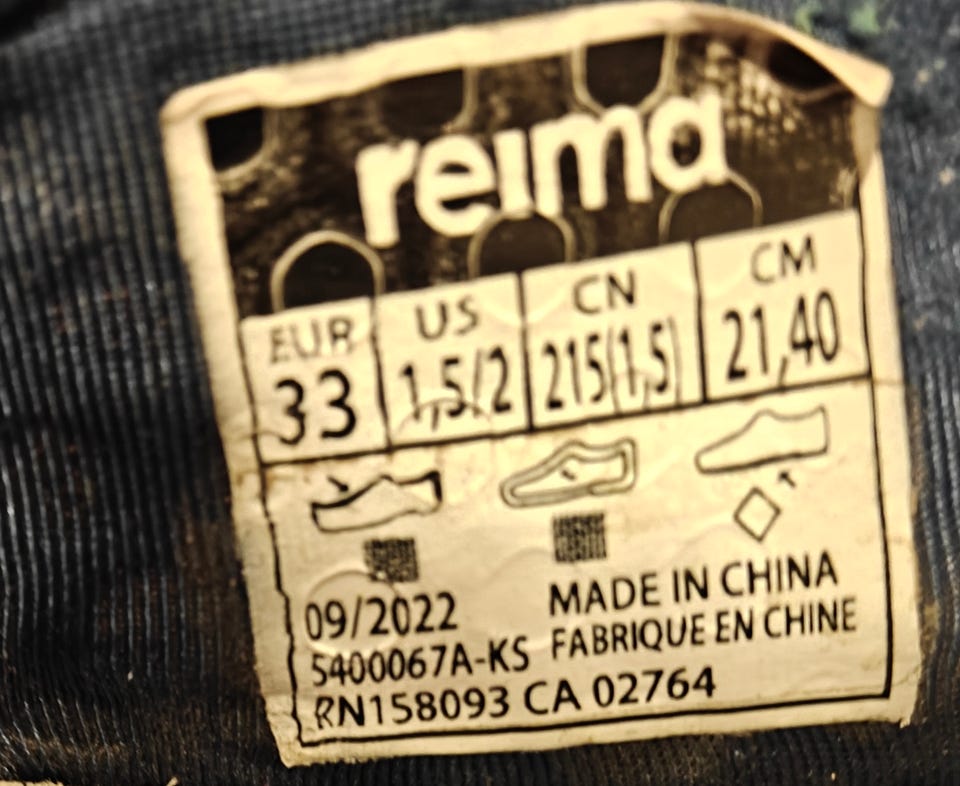 reima
EUR US CN CM
33 1,5/2 215(1,5) 21,40
09/2022
5400067A-KS
MADE IN CHINA
FABRIQUE EN CHINE
RN158093 CA 02764